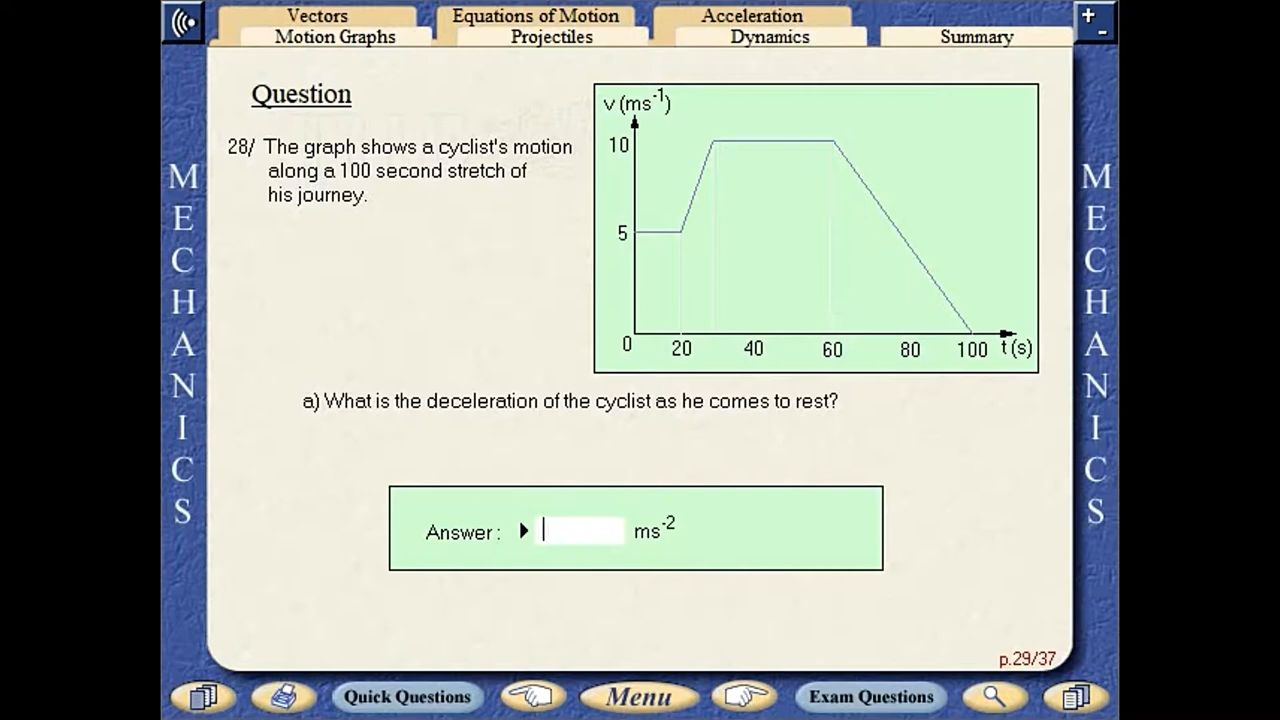 Vectors
Equations of Motion
Acceleration
Motion Graphs
Projectiles
Dynamics
Summary
+
-
MECHANICS
Question
28/ The graph shows a cyclist's motion
along a 100 second stretch of
his journey.
v (ms⁻¹)
10
5
0
20
40
60
80
100
t (s)
a) What is the deceleration of the cyclist as he comes to rest?
Answer :
ms⁻²
MECHANICS
p.29/37
Quick Questions
Menu
Exam Questions